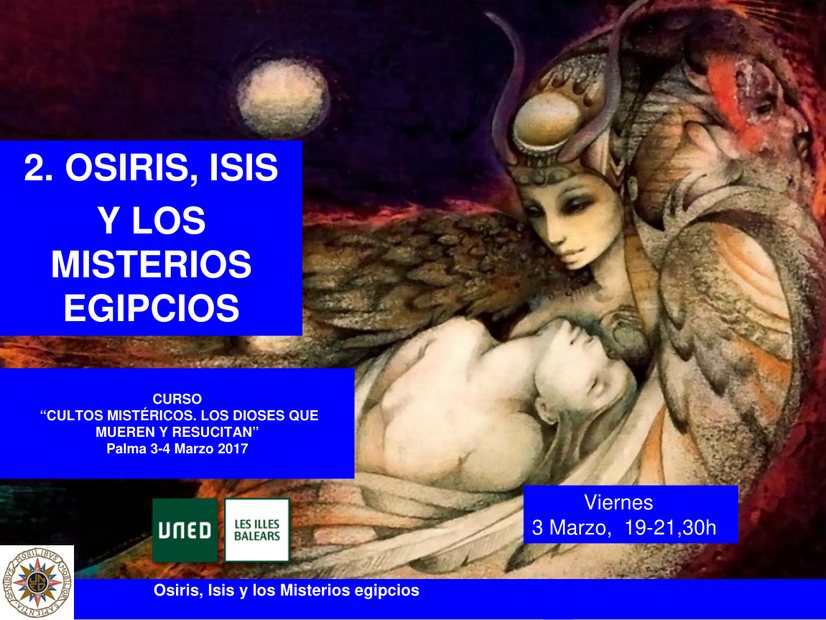 2. OSIRIS, ISIS
Y LOS
MISTERIOS
EGIPCIOS
CURSO
“CULTOS MISTÉRICOS. LOS DIOSES QUE
MUEREN Y RESUCITAN”
Palma 3-4 Marzo 2017
Viernes
3 Marzo, 19-21,30h
UNED
LES ILLES
BALEARS
Osiris, Isis y los Misterios egipcios